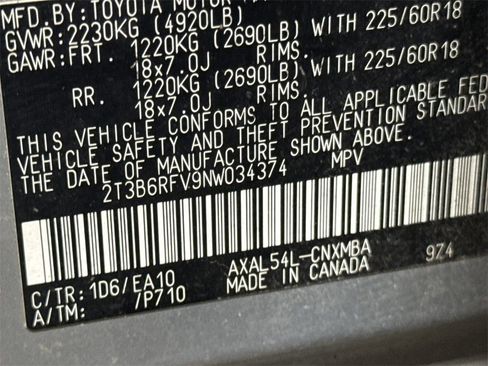 MFD.BY:TOYOTA MOTOR
GVWR:2230KG (4920LB)
GAWR:FRT. 1220KG (2690LB) WITH 225/60R18
18x7.0J RIMS.
RR. 1220KG (2690LB) WITH 225/60R18
18x7.0J RIMS.
THIS VEHICLE CONFORMS TO ALL APPLICABLE FED
VEHICLE SAFETY AND THEFT PREVENTION STANDAR
THE DATE OF MANUFACTURE SHOWN ABOVE.
2T3B6RFV9NW034374 MPV
C/TR: 1D6/EA10 AXAL54L-CNXMBA 974
A/TM: /P710 MADE IN CANADA